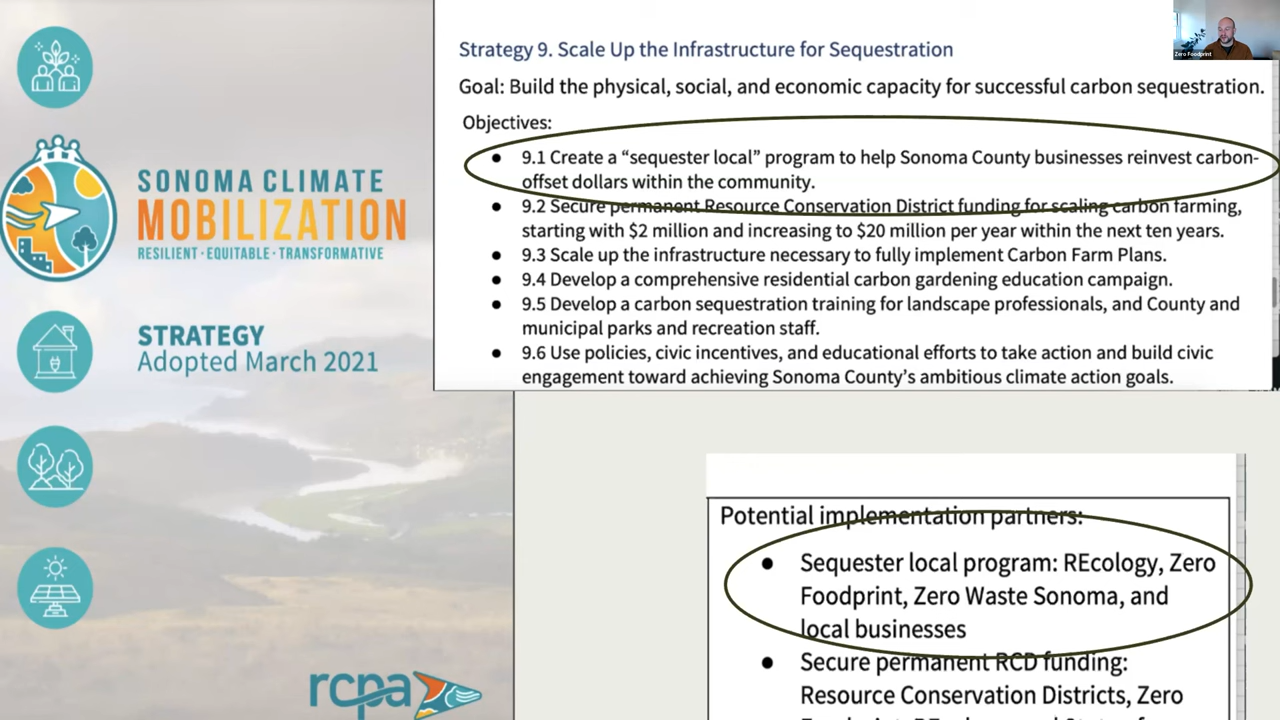 SONOMA CLIMATE
MOBILIZATION
RESILIENT · EQUITABLE · TRANSFORMATIVE
STRATEGY
Adopted March 2021
rcpa
Strategy 9. Scale Up the Infrastructure for Sequestration
Goal: Build the physical, social, and economic capacity for successful carbon sequestration.
Objectives:
● 9.1 Create a “sequester local” program to help Sonoma County businesses reinvest carbon-
offset dollars within the community.
● 9.2 Secure permanent Resource Conservation District funding for scaling carbon farming,
starting with $2 million and increasing to $20 million per year within the next ten years.
● 9.3 Scale up the infrastructure necessary to fully implement Carbon Farm Plans.
● 9.4 Develop a comprehensive residential carbon gardening education campaign.
● 9.5 Develop a carbon sequestration training for landscape professionals, and County and
municipal parks and recreation staff.
● 9.6 Use policies, civic incentives, and educational efforts to take action and build civic
engagement toward achieving Sonoma County’s ambitious climate action goals.
Zero Foodprint
Potential implementation partners:
● Sequester local program: REcology, Zero
Foodprint, Zero Waste Sonoma, and
local businesses
● Secure permanent RCD funding:
Resource Conservation Districts, Zero